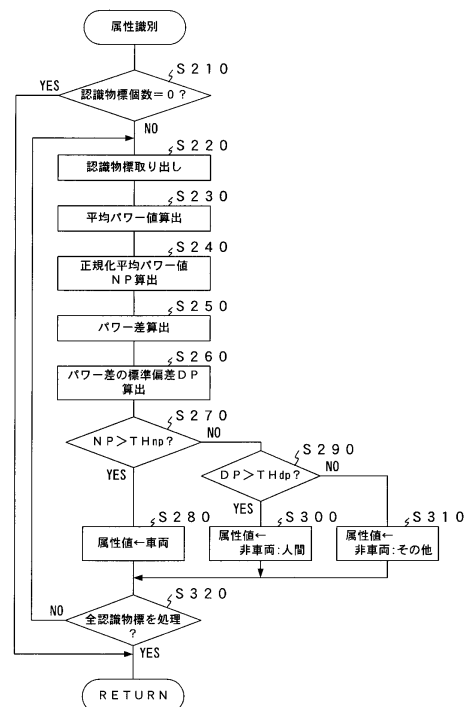 属性識別
S210
YES
認識物標個数=0?
NO
S220
認識物標取り出し
S230
平均パワー値算出
S240
正規化平均パワー値
NP算出
S250
パワー差算出
S260
パワー差の標準偏差DP
算出
S270
NP>THnp?
NO
YES
S290
DP>THdp?
NO
YES
S280
属性値←車両
S300
属性値←
非車両:人間
S310
属性値←
非車両:その他
S320
NO
全認識物標を処理
?
YES
RETURN